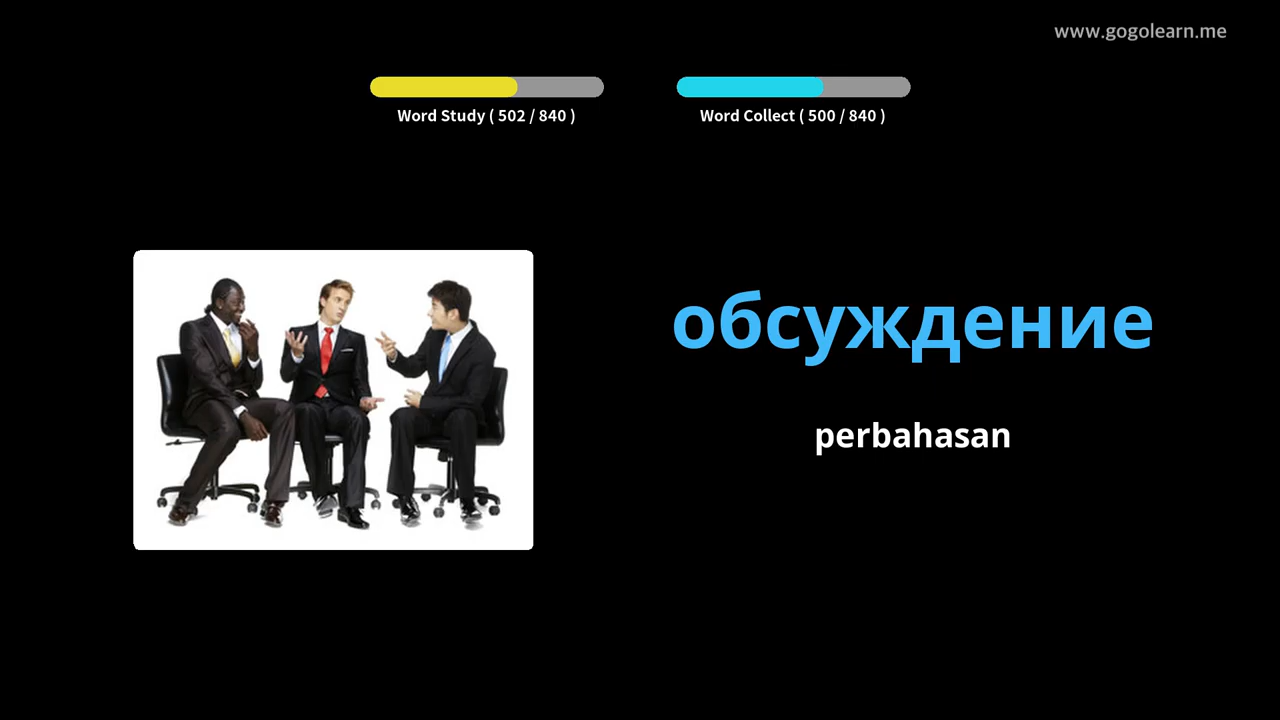 www.gogolearn.me
Word Study ( 502 / 840 )
Word Collect ( 500 / 840 )
обсуждение
perbahasan